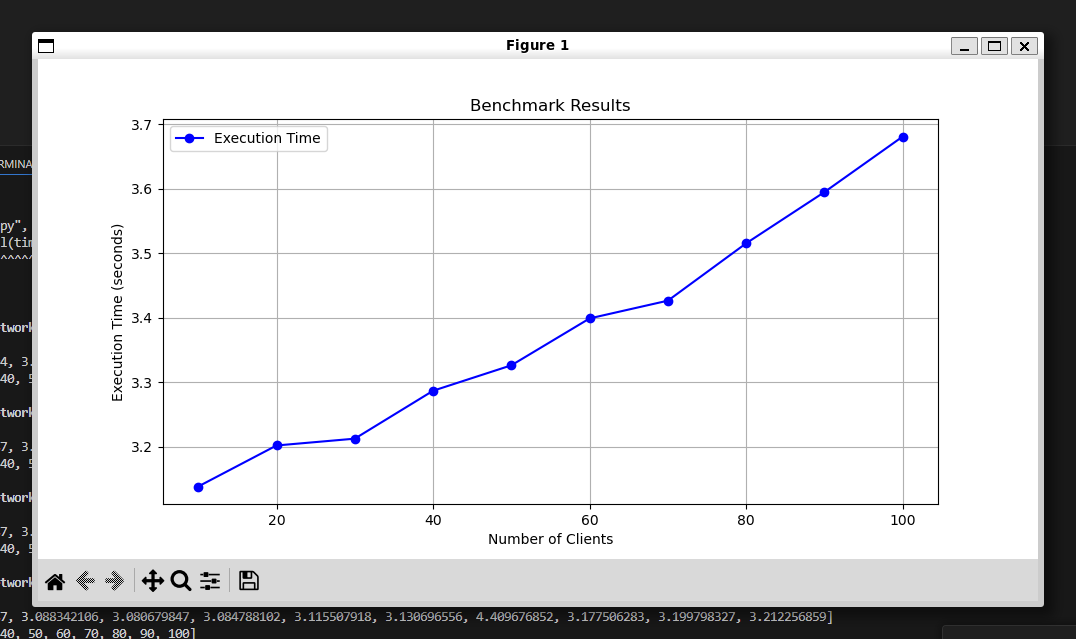 Figure 1
Benchmark Results
Execution Time
3.7
3.6
3.5
3.4
3.3
3.2
Execution Time (seconds)
20 40 60 80 100
Number of Clients
RMINA
py",
l(tim
^^^^^
twork
4, 3.
40, 5
twork
7, 3.
40, 5
twork
7, 3.
40, 5
twork
7, 3.088342106, 3.080679847, 3.084788102, 3.115507918, 3.130696556, 4.409676852, 3.177506283, 3.199798327, 3.212256859]
40, 50, 60, 70, 80, 90, 100]